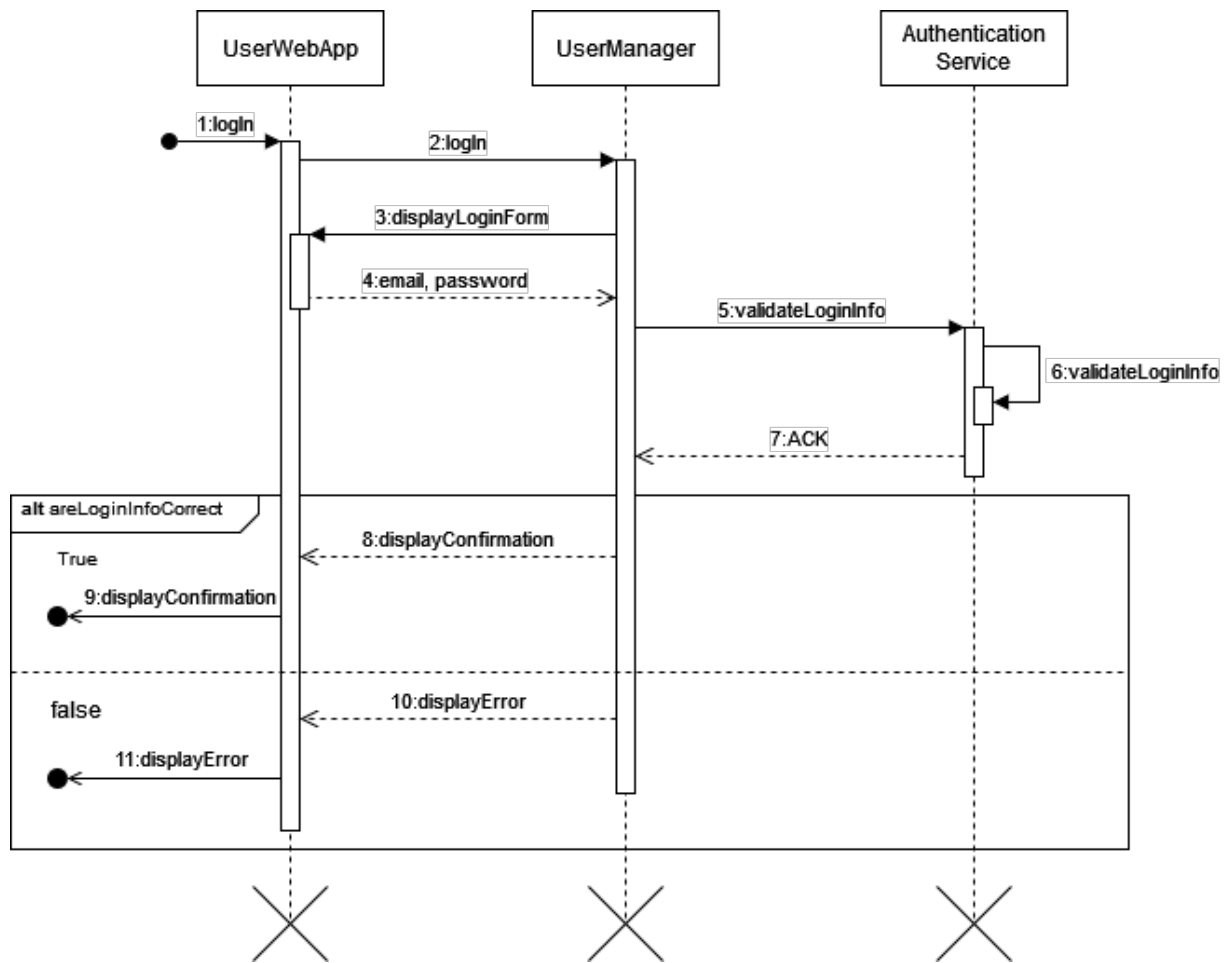 UserWebApp
UserManager
Authentication
Service
1:logIn
2:logIn
3:displayLoginForm
4:email, password
5:validateLoginInfo
6:validateLoginInfo
7:ACK
alt areLoginInfoCorrect
8:displayConfirmation
True
9:displayConfirmation
10:displayError
false
11:displayError